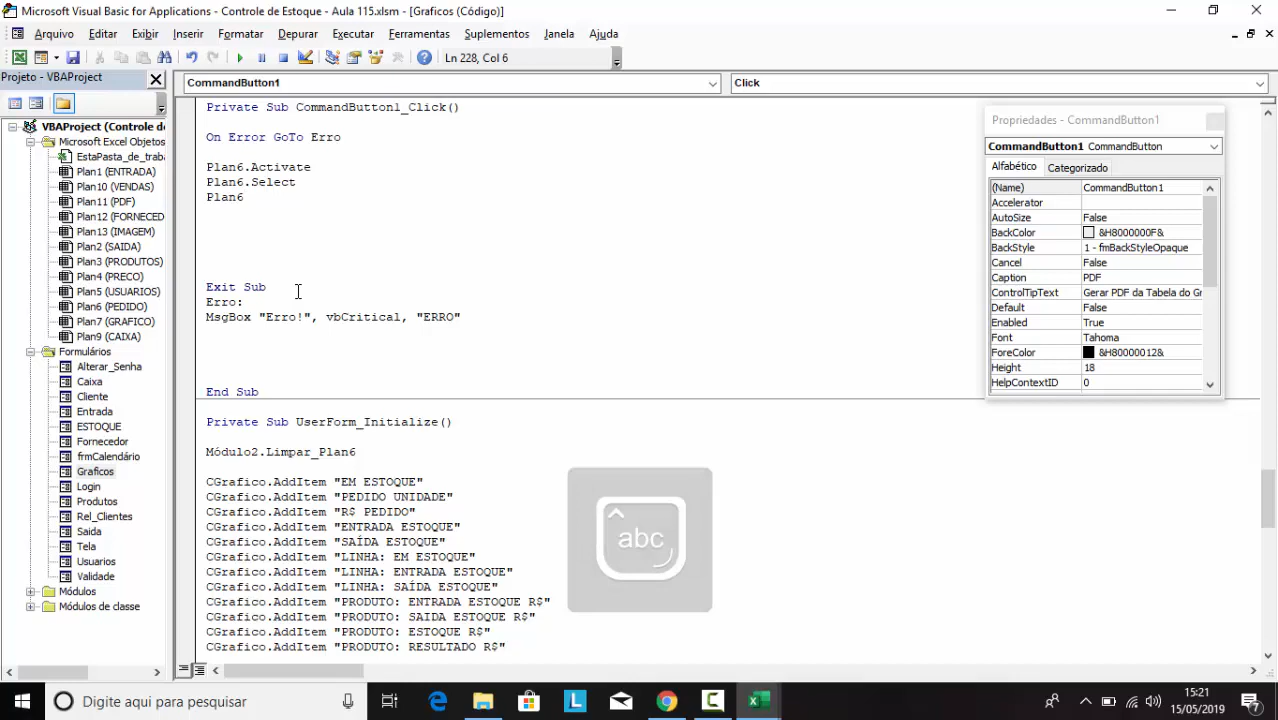 Microsoft Visual Basic for Applications - Controle de Estoque - Aula 115.xlsm - [Graficos (Código)]
Arquivo Editar Exibir Inserir Formatar Depurar Executar Ferramentas Suplementos Janela Ajuda
Ln 228, Col 6
Projeto - VBAProject
VBAProject (Controle d
Microsoft Excel Objetos
EstaPasta_de_traba
Plan1 (ENTRADA)
Plan10 (VENDAS)
Plan11 (PDF)
Plan12 (FORNECED
Plan13 (IMAGEM)
Plan2 (SAIDA)
Plan3 (PRODUTOS)
Plan4 (PRECO)
Plan5 (USUARIOS)
Plan6 (PEDIDO)
Plan7 (GRAFICO)
Plan9 (CAIXA)
Formulários
Alterar_Senha
Caixa
Cliente
Entrada
ESTOQUE
Fornecedor
frmCalendário
Graficos
Login
Produtos
Rel_Clientes
Saida
Tela
Usuarios
Validade
Módulos
Módulos de classe
CommandButton1
Click
Private Sub CommandButton1_Click()
On Error GoTo Erro
Plan6.Activate
Plan6.Select
Plan6
Exit Sub
Erro:
MsgBox "Erro!", vbCritical, "ERRO"
End Sub
Private Sub UserForm_Initialize()
Módulo2.Limpar_Plan6
CGrafico.AddItem "EM ESTOQUE"
CGrafico.AddItem "PEDIDO UNIDADE"
CGrafico.AddItem "R$ PEDIDO"
CGrafico.AddItem "ENTRADA ESTOQUE"
CGrafico.AddItem "SAÍDA ESTOQUE"
CGrafico.AddItem "LINHA: EM ESTOQUE"
CGrafico.AddItem "LINHA: ENTRADA ESTOQUE"
CGrafico.AddItem "LINHA: SAÍDA ESTOQUE"
CGrafico.AddItem "PRODUTO: ENTRADA ESTOQUE R$"
CGrafico.AddItem "PRODUTO: SAIDA ESTOQUE R$"
CGrafico.AddItem "PRODUTO: ESTOQUE R$"
CGrafico.AddItem "PRODUTO: RESULTADO R$"
abc
Propriedades - CommandButton1
CommandButton1 CommandButton
Alfabético Categorizado
(Name) CommandButton1
Accelerator
AutoSize False
BackColor &H8000000F&
BackStyle 1 - fmBackStyleOpaque
Cancel False
Caption PDF
ControlTipText Gerar PDF da Tabela do Gr
Default False
Enabled True
Font Tahoma
ForeColor &H80000012&
Height 18
HelpContextID 0
Digite aqui para pesquisar
15:21
15/05/2019
7